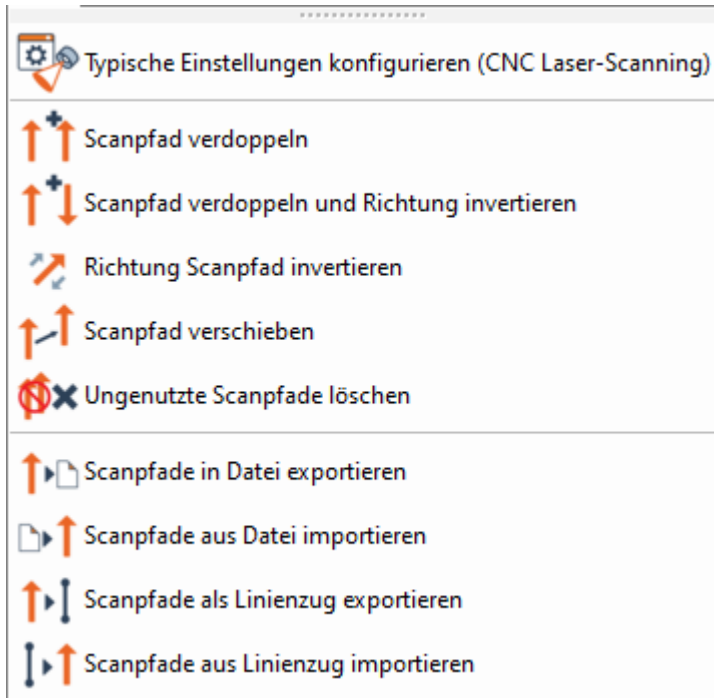 Typische Einstellungen konfigurieren (CNC Laser-Scanning)
Scanpfad verdoppeln
Scanpfad verdoppeln und Richtung invertieren
Richtung Scanpfad invertieren
Scanpfad verschieben
Ungenutzte Scanpfade löschen
Scanpfade in Datei exportieren
Scanpfade aus Datei importieren
Scanpfade als Linienzug exportieren
Scanpfade aus Linienzug importieren